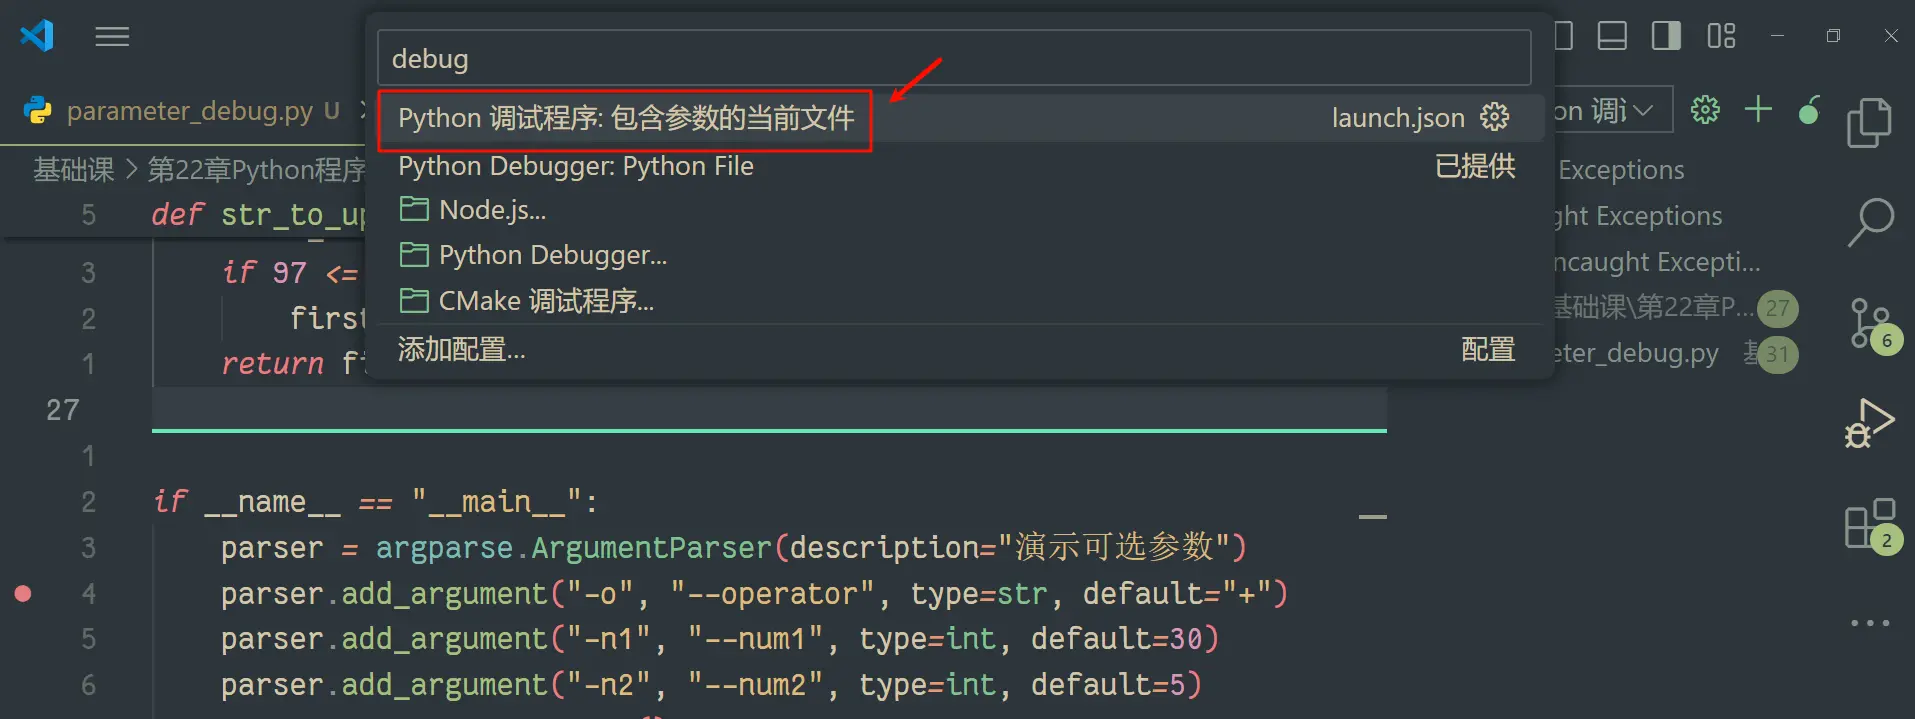 debug
Python 调试程序: 包含参数的当前文件 launch.json
Python Debugger: Python File 已提供
Node.js...
Python Debugger...
CMake 调试程序...
添加配置... 配置
parameter_debug.py U
基础课 > 第22章Python程序
5 def str_to_up
3 if 97 <=
2 first
1 return fi
27
1
2 if __name__ == "__main__":
3 parser = argparse.ArgumentParser(description="演示可选参数")
4 parser.add_argument("-o", "--operator", type=str, default="+")
5 parser.add_argument("-n1", "--num1", type=int, default=30)
6 parser.add_argument("-n2", "--num2", type=int, default=5)
on 调试
Exceptions
ght Exceptions
ncaught Excepti...
基础课\第22章P... 27
eter_debug.py 31
6
2